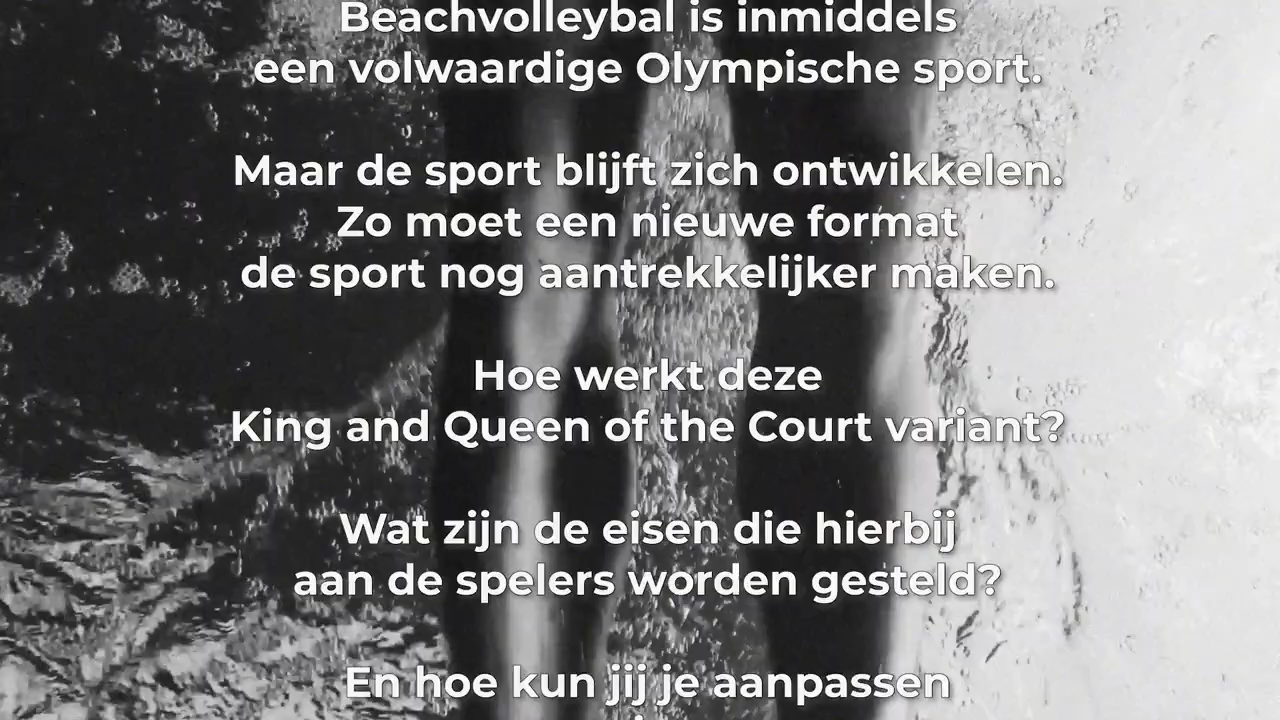 Beachvolleybal is inmiddels
een volwaardige Olympische sport.
Maar de sport blijft zich ontwikkelen.
Zo moet een nieuwe format
de sport nog aantrekkelijker maken.
Hoe werkt deze
King and Queen of the Court variant?
Wat zijn de eisen die hierbij
aan de spelers worden gesteld?
En hoe kun jij je aanpassen